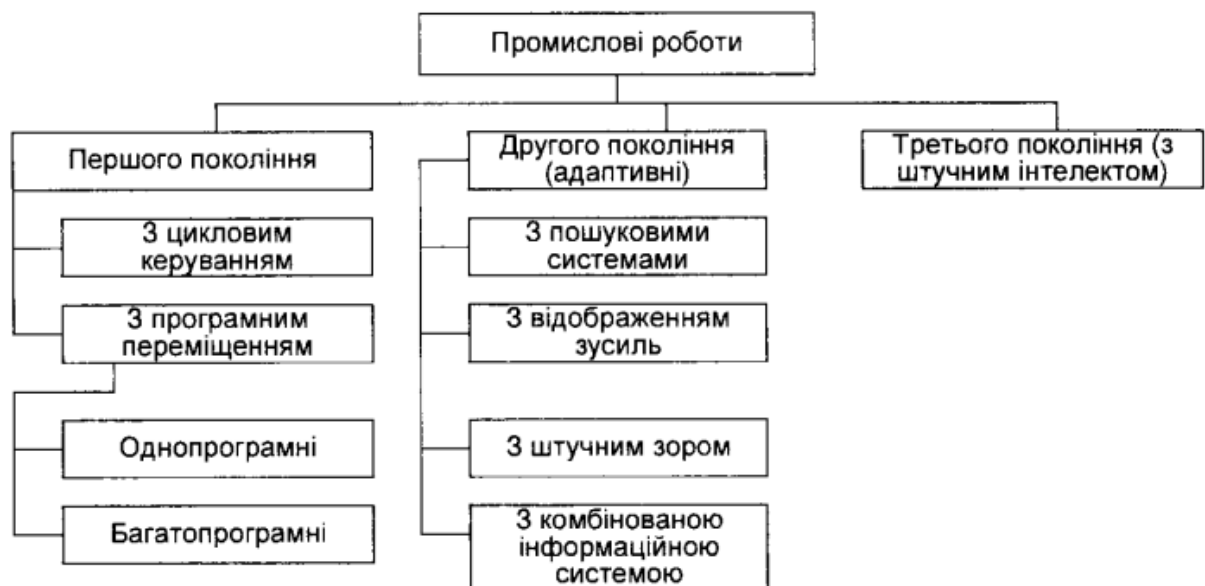 Промислові роботи
Першого покоління
З цикловим
керуванням
З програмним
переміщенням
Однопрограмні
Багатопрограмні
Другого покоління
(адаптивні)
З пошуковими
системами
З відображенням
зусиль
З штучним зором
З комбінованою
інформаційною
системою
Третього покоління (з
штучним інтелектом)